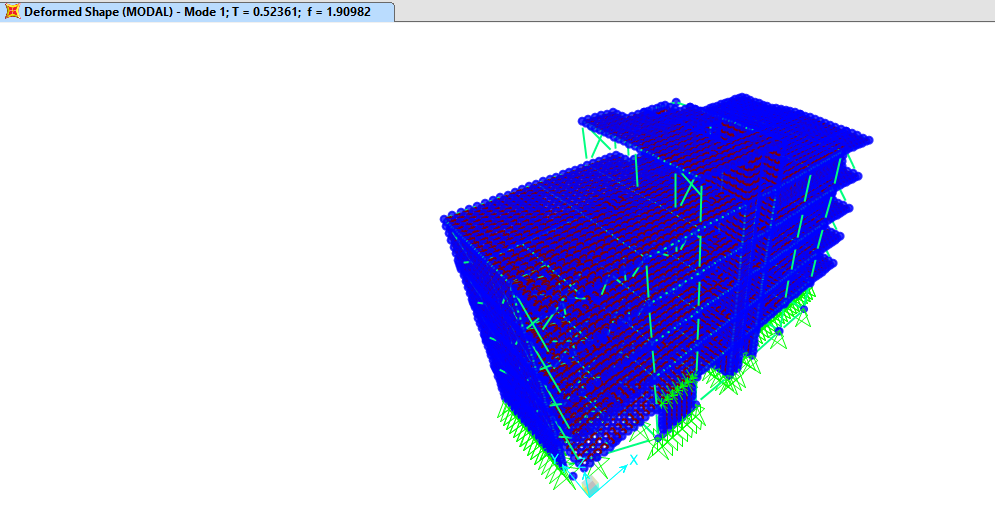 Deformed Shape (MODAL) - Mode 1; T = 0.52361;  f = 1.90982
X